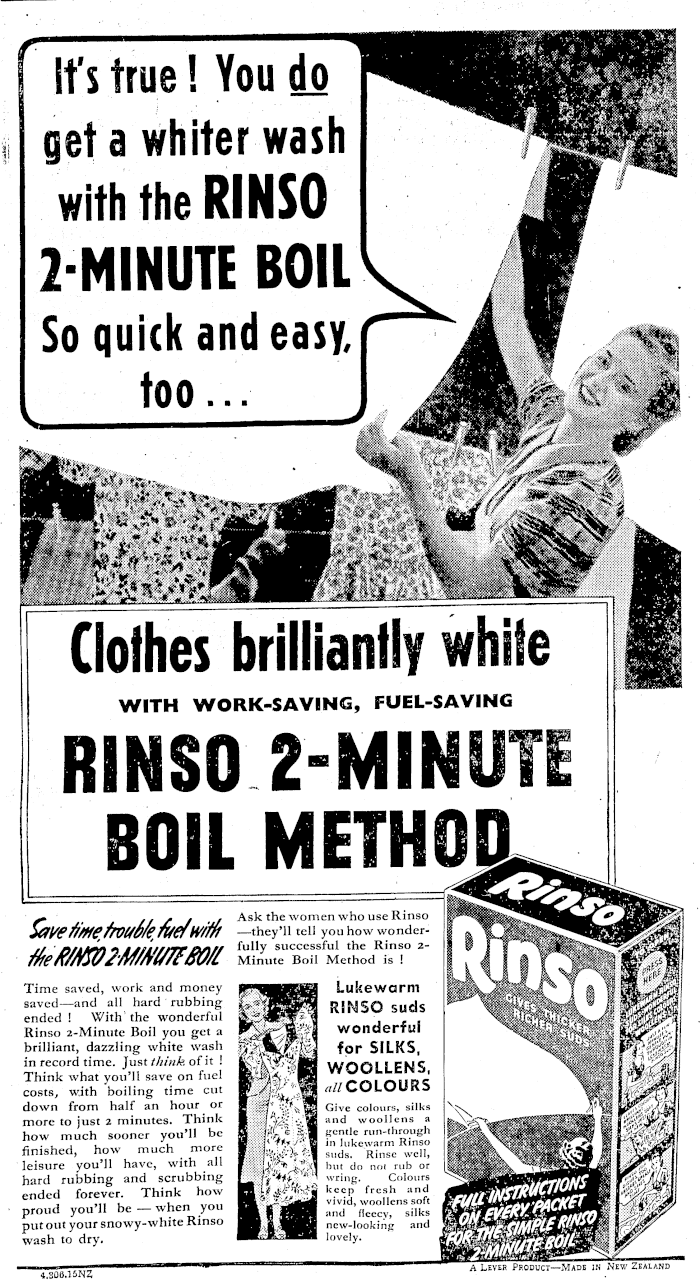 It's true! You do
get a whiter wash
with the RINSO
2-MINUTE BOIL
So quick and easy,
too ...
Clothes brilliantly white
WITH WORK-SAVING, FUEL-SAVING
RINSO 2-MINUTE
BOIL METHOD
Save time, trouble, fuel with
the RINSO 2-MINUTE BOIL
Time saved, work and money
saved—and all hard rubbing
ended! With the wonderful
Rinso 2-Minute Boil you get a
brilliant, dazzling white wash
in record time. Just think of it!
Think what you'll save on fuel
costs, with boiling time cut
down from half an hour or
more to just 2 minutes. Think
how much sooner you'll be
finished, how much more
leisure you'll have, with all
hard rubbing and scrubbing
ended forever. Think how
proud you'll be — when you
put out your snowy-white Rinso
wash to dry.
Ask the women who use Rinso
—they'll tell you how wonder-
fully successful the Rinso 2-
Minute Boil Method is!
Lukewarm
RINSO suds
wonderful
for SILKS,
WOOLLENS,
all COLOURS
Give colours, silks
and woollens a
gentle run-through
in lukewarm Rinso
suds. Rinse well,
but do not rub or
wring. Colours
keep fresh and
vivid, woollens soft
and fleecy, silks
new-looking and
lovely.
Rinso
Rinso
GIVES THICKER
RICHER SUDS
PRESS
HERE
FULL INSTRUCTIONS
ON EVERY PACKET
FOR THE SIMPLE RINSO
2-MINUTE BOIL
4.206.15NZ
A LEVER PRODUCT—MADE IN NEW ZEALAND